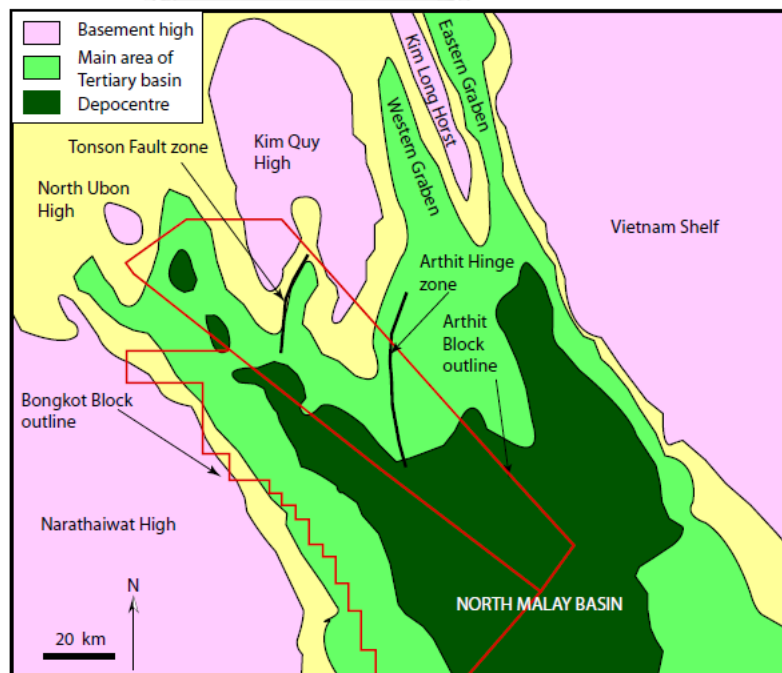 Basement high
Main area of
Tertiary basin
Depocentre
Tonson Fault zone
Kim Quy
High
North Ubon
High
Western Graben
Kim Long Horst
Eastern Graben
Vietnam Shelf
Arthit Hinge
zone
Arthit
Block
outline
Bongkot Block
outline
Narathaiwat High
N
20 km
NORTH MALAY BASIN